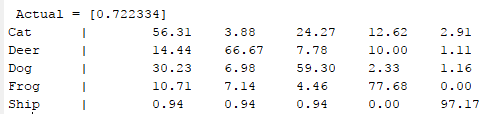 Actual = [0.722334]
Cat | 56.31 3.88 24.27 12.62 2.91
Deer | 14.44 66.67 7.78 10.00 1.11
Dog | 30.23 6.98 59.30 2.33 1.16
Frog | 10.71 7.14 4.46 77.68 0.00
Ship | 0.94 0.94 0.94 0.00 97.17